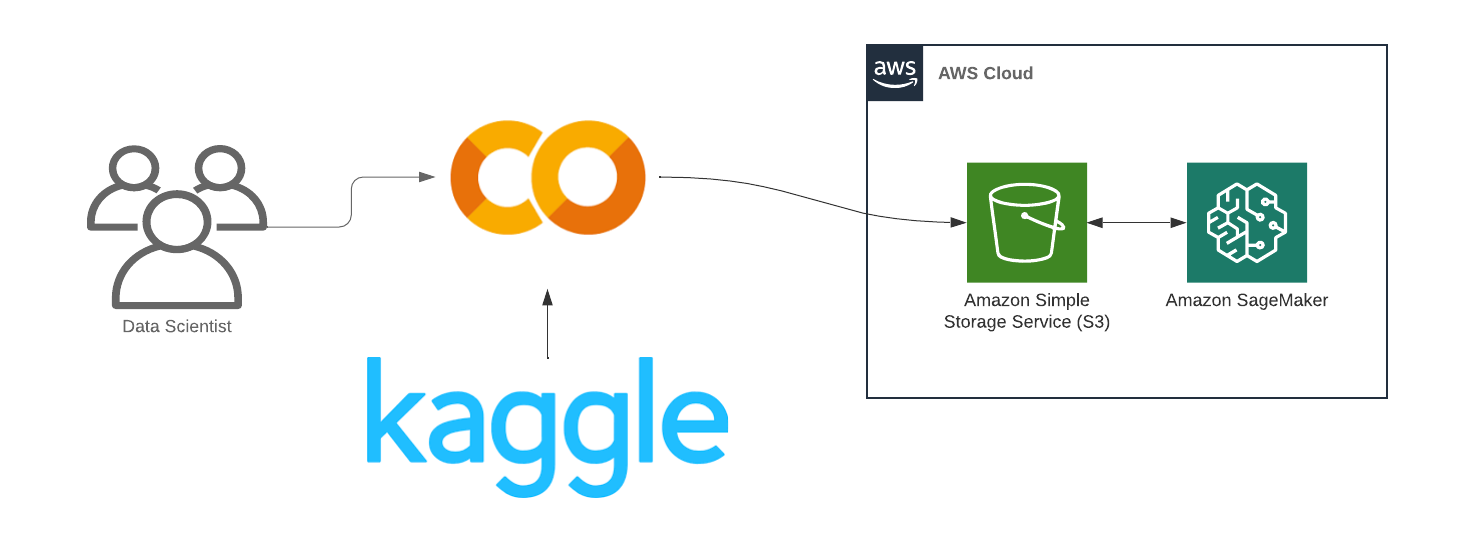 aws
AWS Cloud
Data Scientist
Amazon Simple
Storage Service (S3)
Amazon SageMaker
kaggle